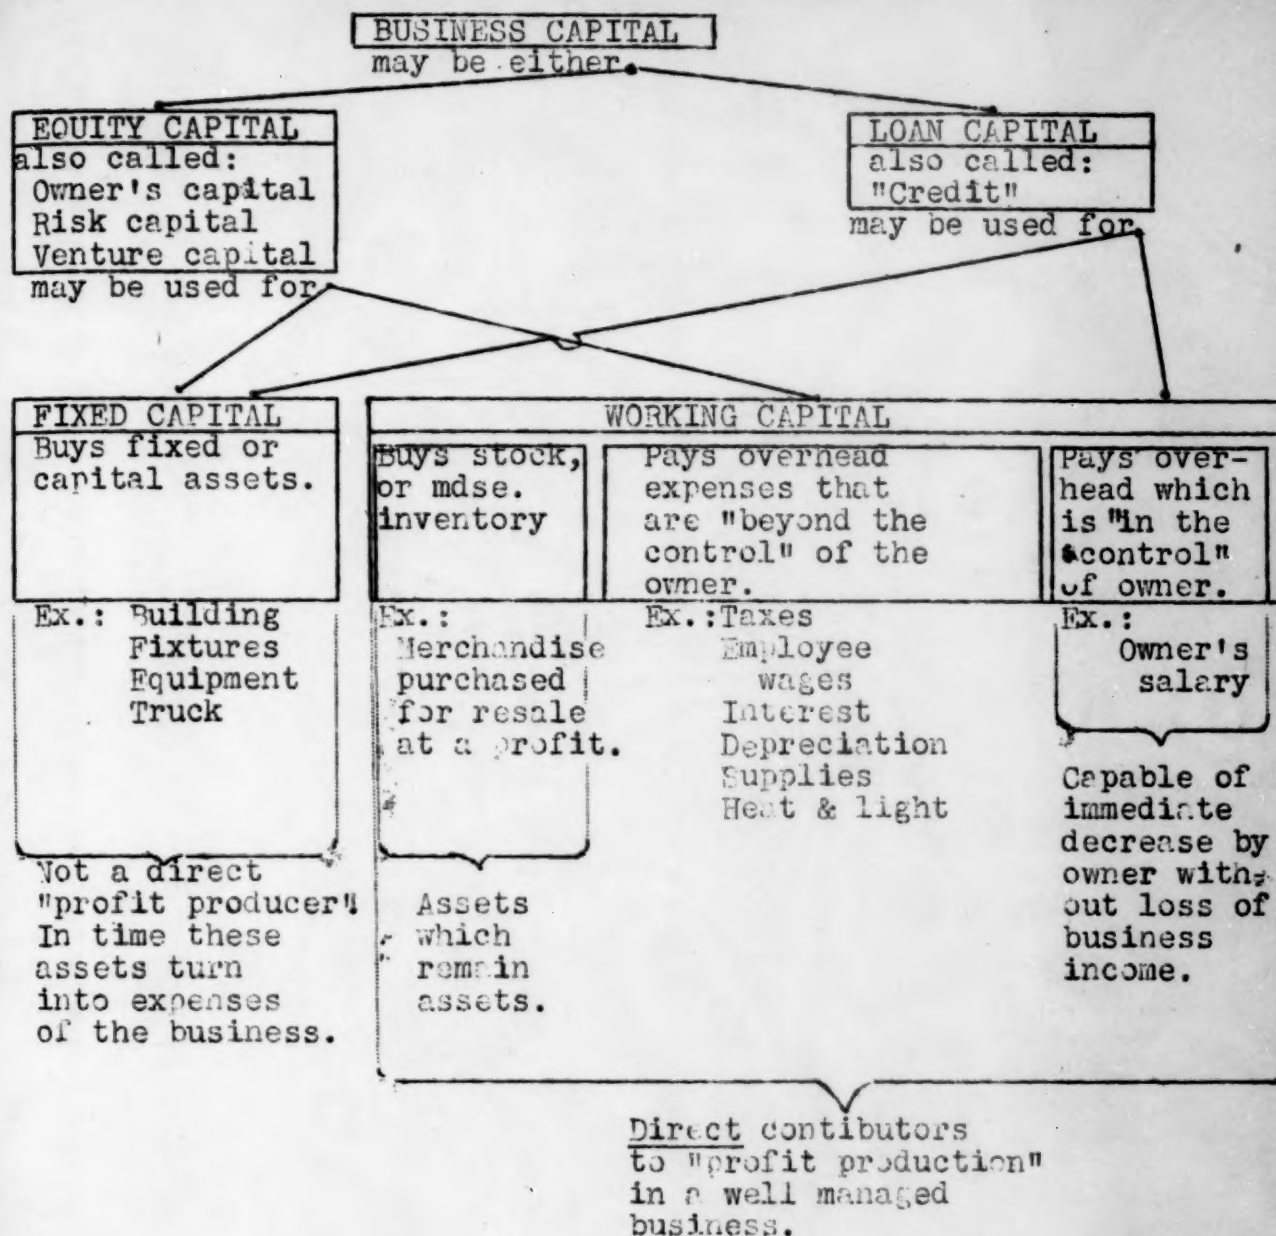 BUSINESS CAPITAL
may be either
EQUITY CAPITAL
also called:
Owner's capital
Risk capital
Venture capital
may be used for
LOAN CAPITAL
also called:
"Credit"
may be used for
FIXED CAPITAL
Buys fixed or
capital assets.
Ex.: Building
Fixtures
Equipment
Truck
Not a direct
"profit producer"
In time these
assets turn
into expenses
of the business.
WORKING CAPITAL
Buys stock,
or mdse.
inventory
Ex.:
Merchandise
purchased
for resale
at a profit.
Assets
which
remain
assets.
Pays overhead
expenses that
are "beyond the
control" of the
owner.
Ex.:Taxes
Employee
wages
Interest
Depreciation
Supplies
Heat & light
Pays over-
head which
is "in the
control"
of owner.
Ex.:
Owner's
salary
Capable of
immediate
decrease by
owner with-
out loss of
business
income.
Direct contibutors
to "profit production"
in a well managed
business.